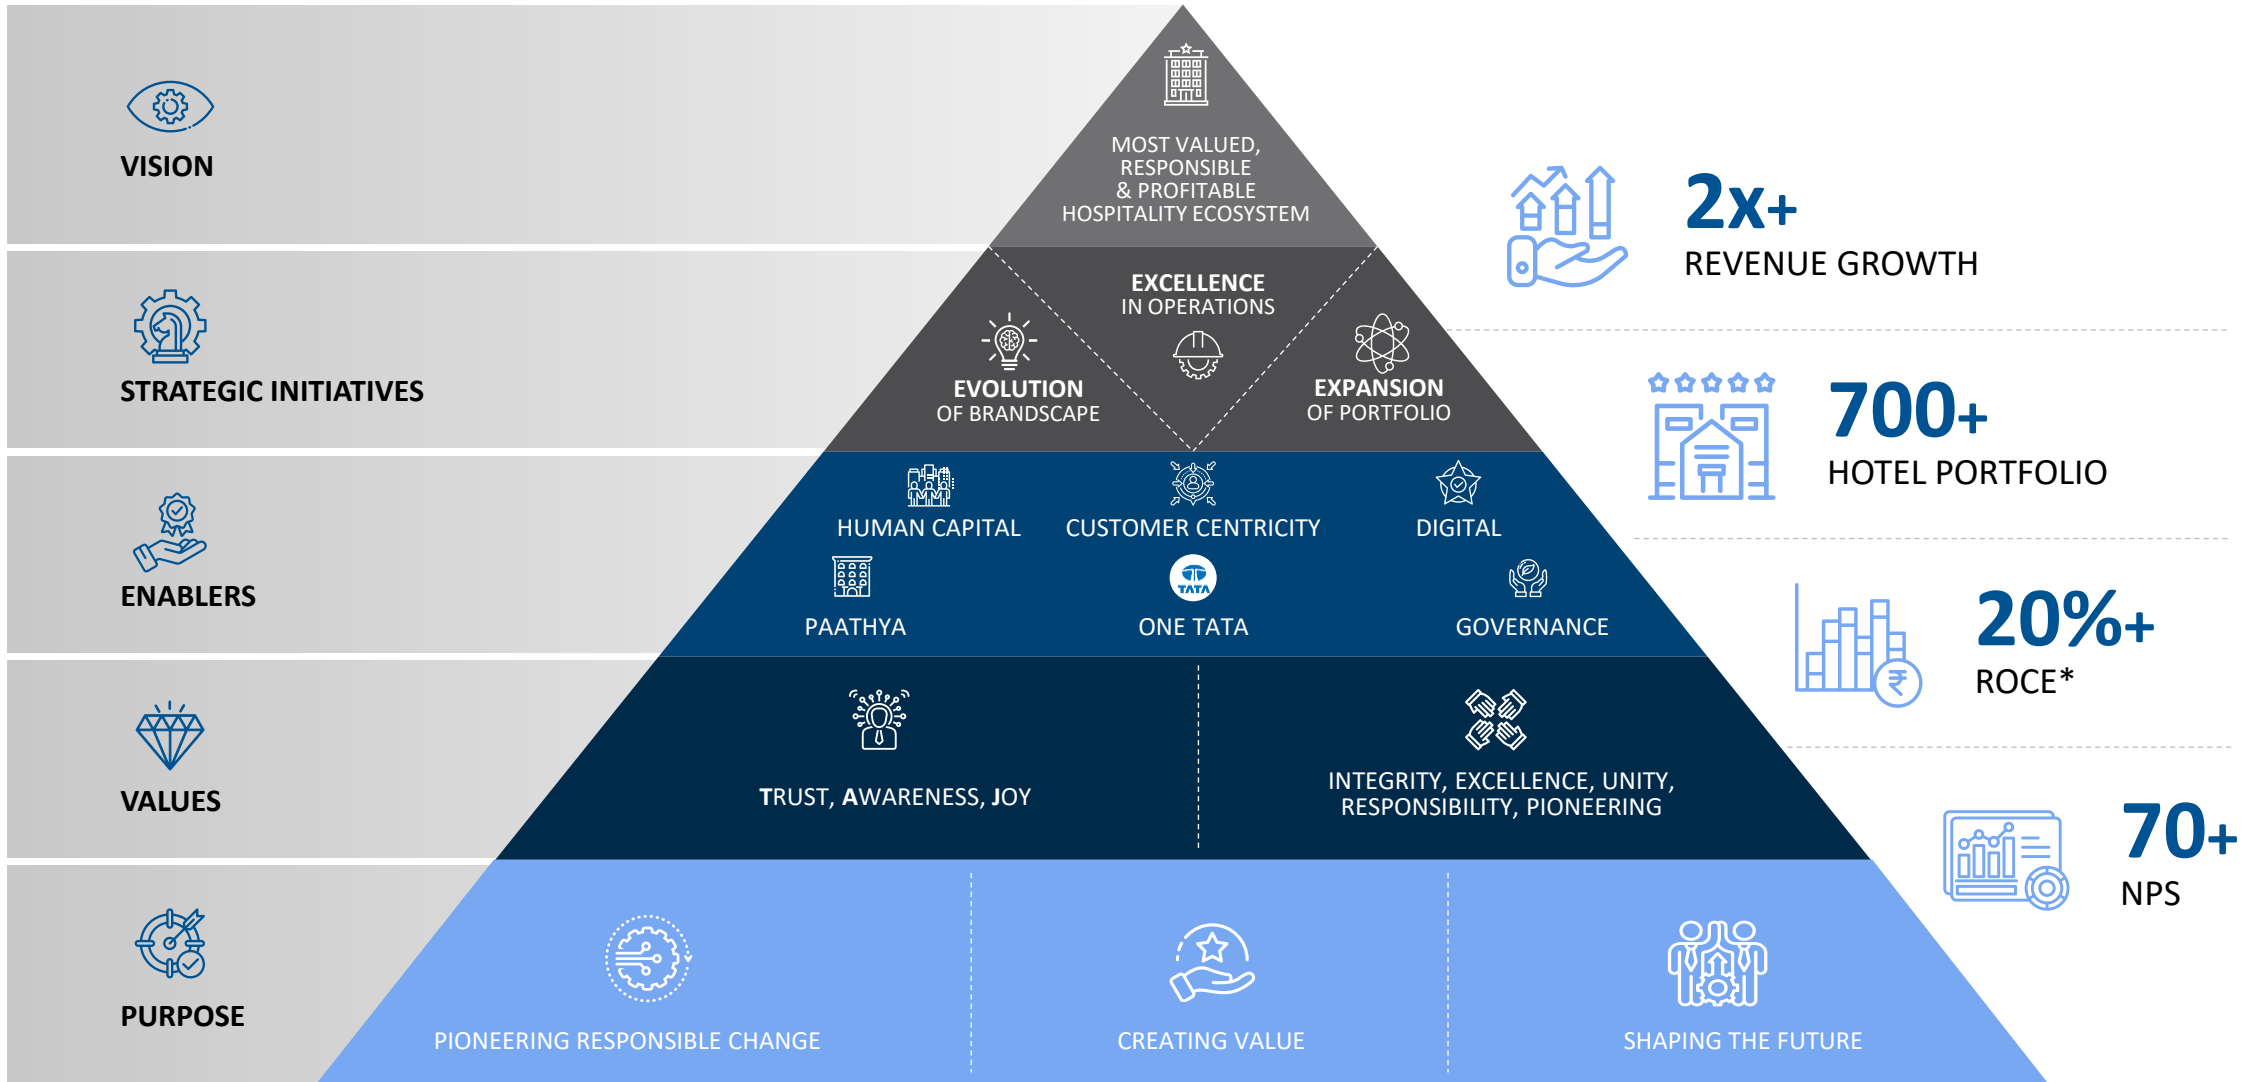 VISION
MOST VALUED,
RESPONSIBLE
& PROFITABLE
HOSPITALITY ECOSYSTEM
STRATEGIC INITIATIVES
EXCELLENCE
IN OPERATIONS
EVOLUTION
OF BRANDSCAPE
EXPANSION
OF PORTFOLIO
ENABLERS
HUMAN CAPITAL
CUSTOMER CENTRICITY
DIGITAL
PAATHYA
TATA
ONE TATA
GOVERNANCE
VALUES
TRUST, AWARENESS, JOY
INTEGRITY, EXCELLENCE, UNITY,
RESPONSIBILITY, PIONEERING
PURPOSE
PIONEERING RESPONSIBLE CHANGE
CREATING VALUE
SHAPING THE FUTURE
2x+
REVENUE GROWTH
700+
HOTEL PORTFOLIO
₹
20%+
ROCE*
70+
NPS